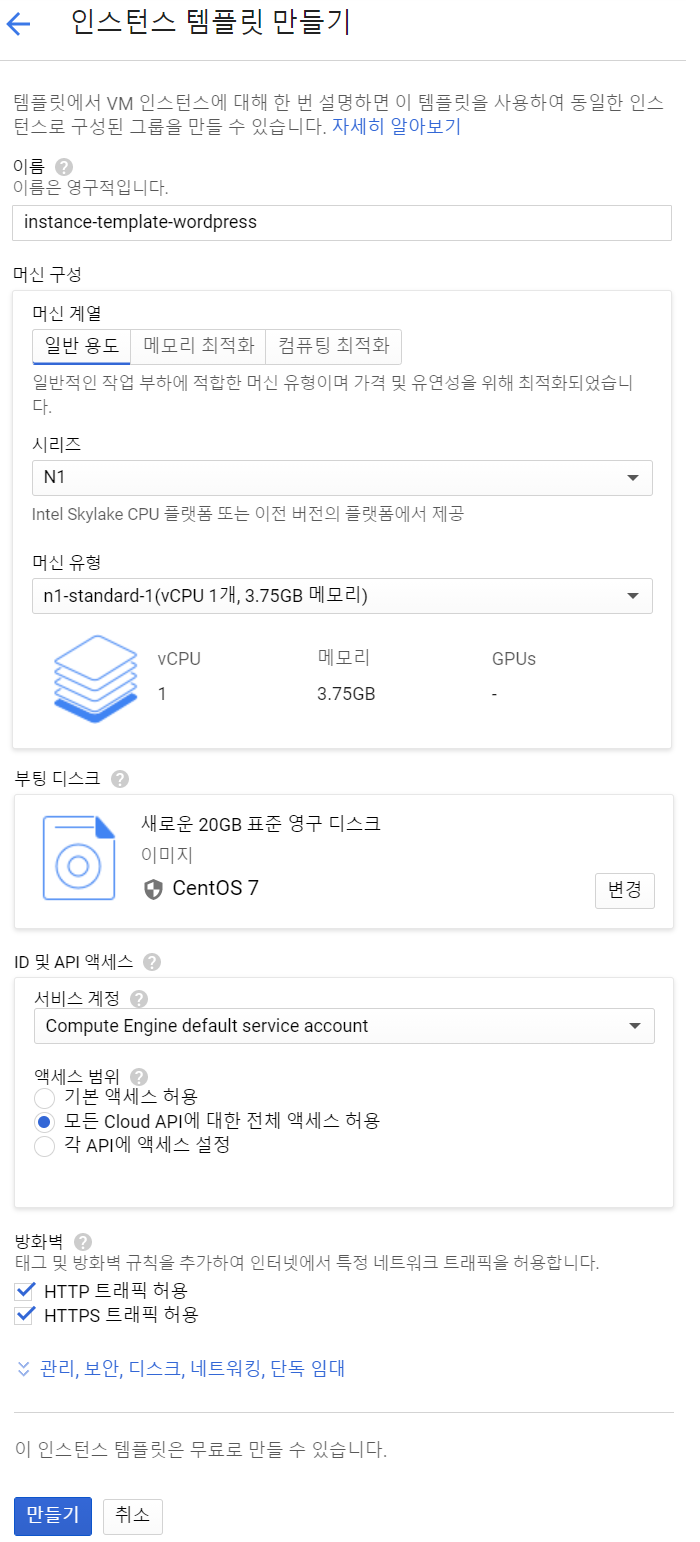 인스턴스 템플릿 만들기
템플릿에서 VM 인스턴스에 대해 한 번 설명하면 이 템플릿을 사용하여 동일한 인스
턴스로 구성된 그룹을 만들 수 있습니다. 자세히 알아보기
이름
이름은 영구적입니다.
instance-template-wordpress
머신 구성
머신 계열
일반 용도 메모리 최적화 컴퓨팅 최적화
일반적인 작업 부하에 적합한 머신 유형이며 가격 및 유연성을 위해 최적화되었습니
다.
시리즈
N1
Intel Skylake CPU 플랫폼 또는 이전 버전의 플랫폼에서 제공
머신 유형
n1-standard-1(vCPU 1개, 3.75GB 메모리)
vCPU 메모리 GPUs
1 3.75GB -
부팅 디스크
새로운 20GB 표준 영구 디스크
이미지
CentOS 7
변경
ID 및 API 액세스
서비스 계정
Compute Engine default service account
액세스 범위
기본 액세스 허용
모든 Cloud API에 대한 전체 액세스 허용
각 API에 액세스 설정
방화벽
태그 및 방화벽 규칙을 추가하여 인터넷에서 특정 네트워크 트래픽을 허용합니다.
HTTP 트래픽 허용
HTTPS 트래픽 허용
관리, 보안, 디스크, 네트워킹, 단독 임대
이 인스턴스 템플릿은 무료로 만들 수 있습니다.
만들기 취소